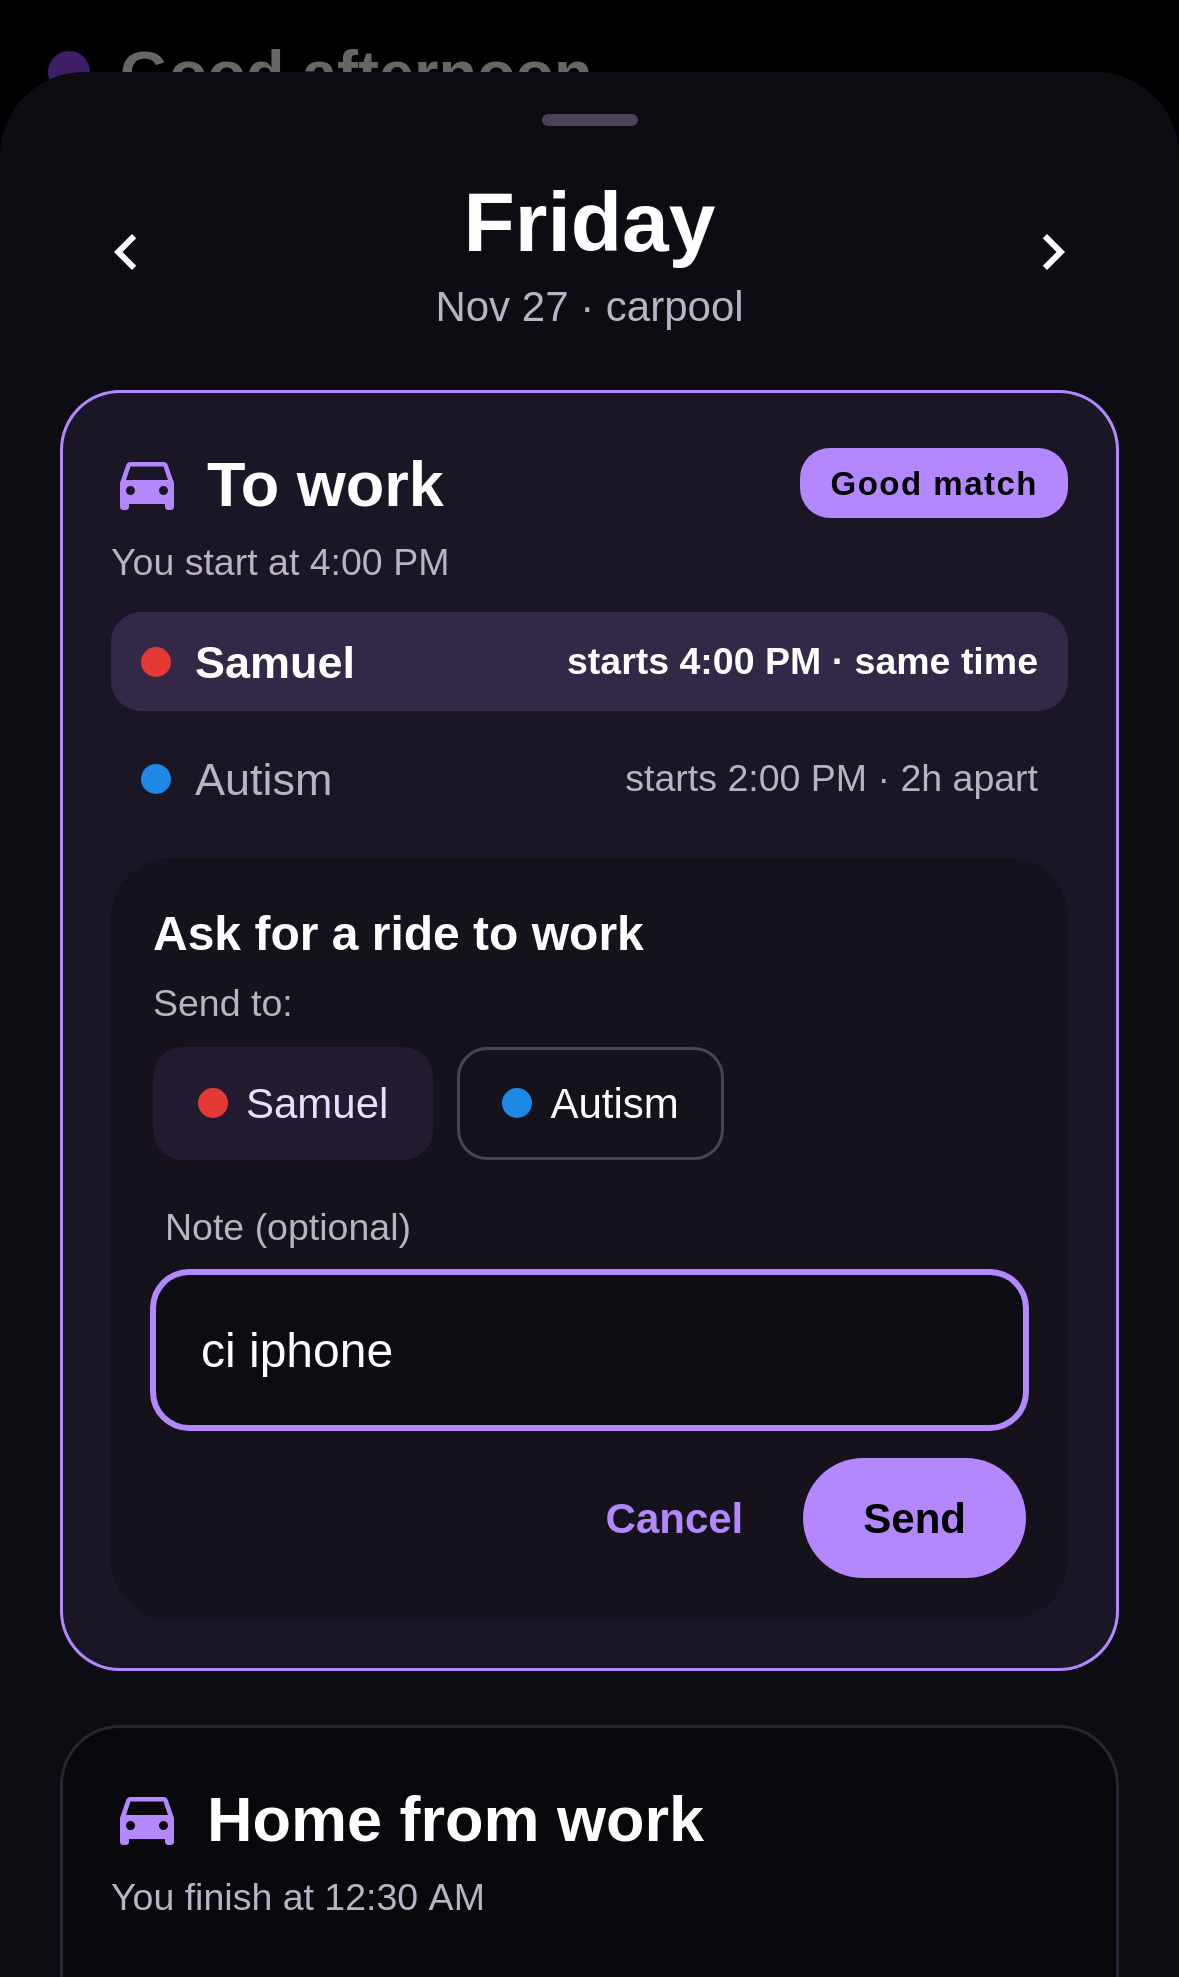 Good afternoon
Friday
Nov 27 · carpool
To work
Good match
You start at 4:00 PM
Samuel
starts 4:00 PM · same time
Autism
starts 2:00 PM · 2h apart
Ask for a ride to work
Send to:
Samuel
Autism
Note (optional)
ci iphone
Cancel
Send
Home from work
You finish at 12:30 AM